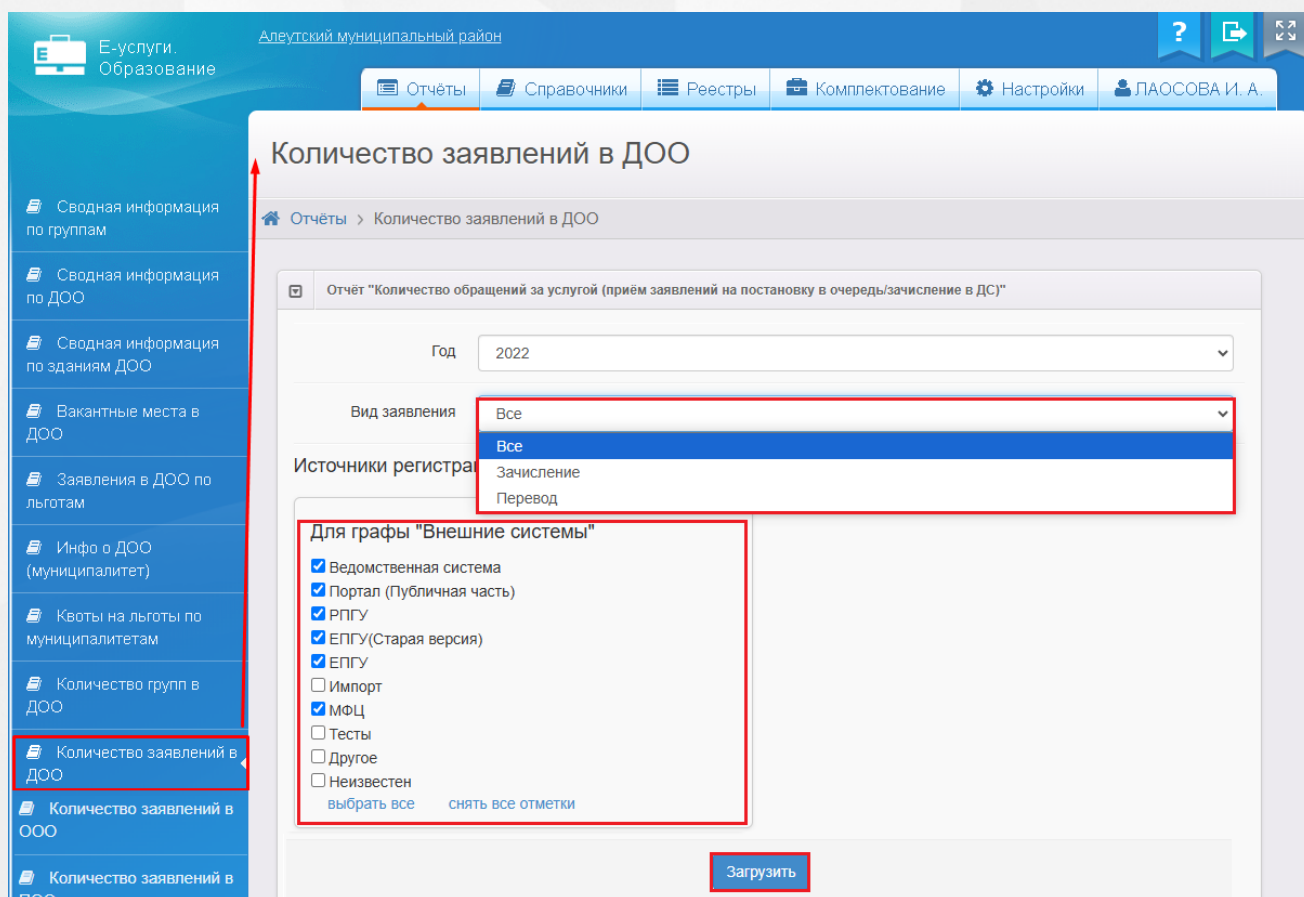 Е-услуги.
Образование
Алеутский муниципальный район
?
Отчёты
Справочники
Реестры
Комплектование
Настройки
ЛАОСОВА И. А.
Количество заявлений в ДОО
Отчёты > Количество заявлений в ДОО
Сводная информация
по группам
Сводная информация
по ДОО
Сводная информация
по зданиям ДОО
Вакантные места в
ДОО
Заявления в ДОО по
льготам
Инфо о ДОО
(муниципалитет)
Квоты на льготы по
муниципалитетам
Количество групп в
ДОО
Количество заявлений в
ДОО
Количество заявлений в
ООО
Количество заявлений в
Отчёт "Количество обращений за услугой (приём заявлений на постановку в очередь/зачисление в ДС)"
Год
2022
Вид заявления
Все
Все
Зачисление
Перевод
Источники регистра
Для графы "Внешние системы"
Ведомственная система
Портал (Публичная часть)
РПГУ
ЕПГУ(Старая версия)
ЕПГУ
Импорт
МФЦ
Тесты
Другое
Неизвестен
выбрать все снять все отметки
Загрузить